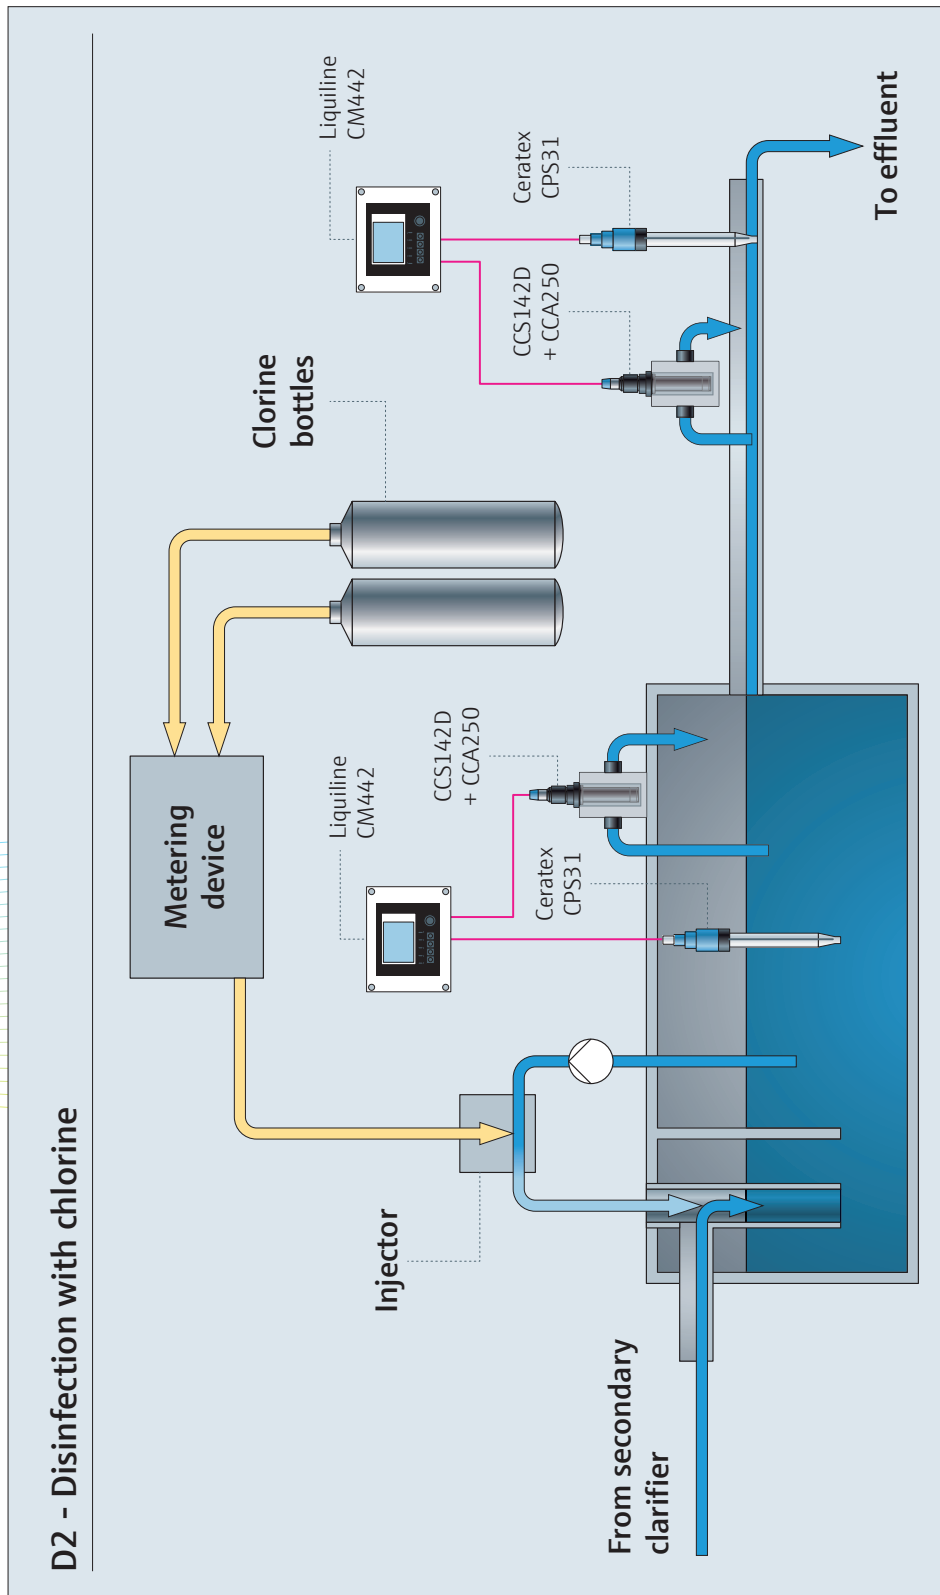 D2 - Disinfection with chlorine
Metering
device
Clorine
bottles
Liquiline
CM442
Liquiline
CM442
Injector
CCS142D
+ CCA250
Ceratex
CPS31
CCS142D
+ CCA250
Ceratex
CPS31
From secondary
clarifier
To effluent